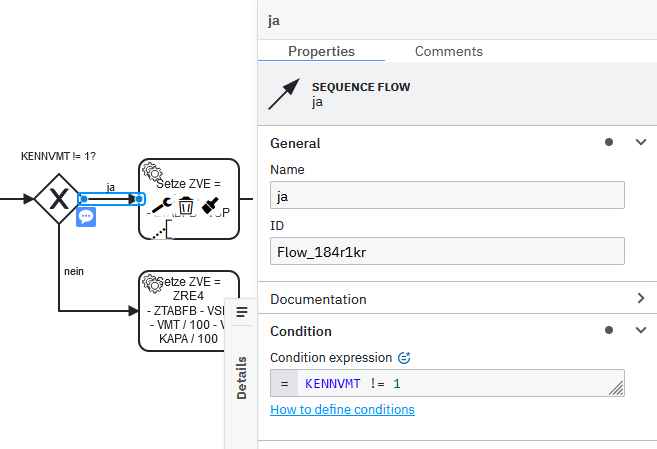 KENNVMT != 1?
ja
nein
Setze ZVE =
Setze ZVE =
ZRE4
- ZTABFB - VSP
- VMT / 100 - V
KAPA / 100
Details
ja
Properties
Comments
SEQUENCE FLOW
ja
General
Name
ja
ID
Flow_184r1kr
Documentation
Condition
Condition expression
= KENNVMT != 1
How to define conditions